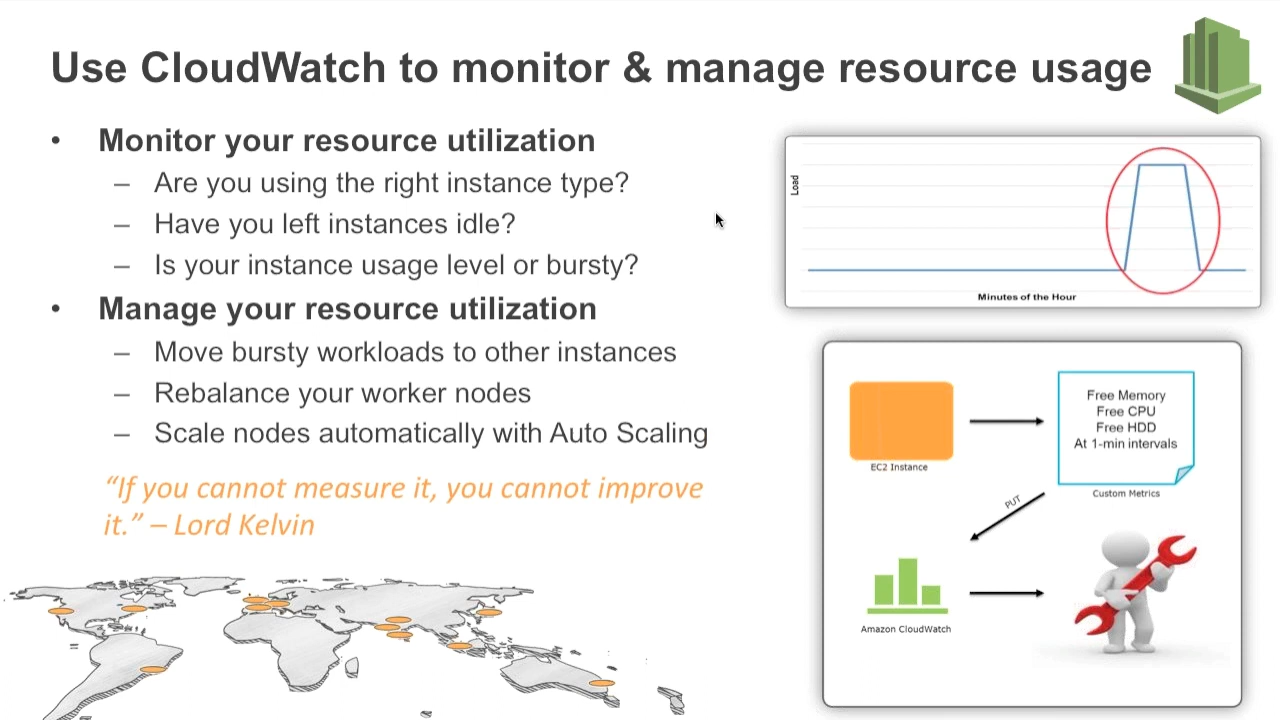 Use CloudWatch to monitor & manage resource usage
• Monitor your resource utilization
– Are you using the right instance type?
– Have you left instances idle?
– Is your instance usage level or bursty?
• Manage your resource utilization
– Move bursty workloads to other instances
– Rebalance your worker nodes
– Scale nodes automatically with Auto Scaling
“If you cannot measure it, you cannot improve
it.” – Lord Kelvin
Load
Minutes of the Hour
EC2 Instance
Free Memory
Free CPU
Free HDD
At 1-min intervals
Custom Metrics
PUT
Amazon CloudWatch